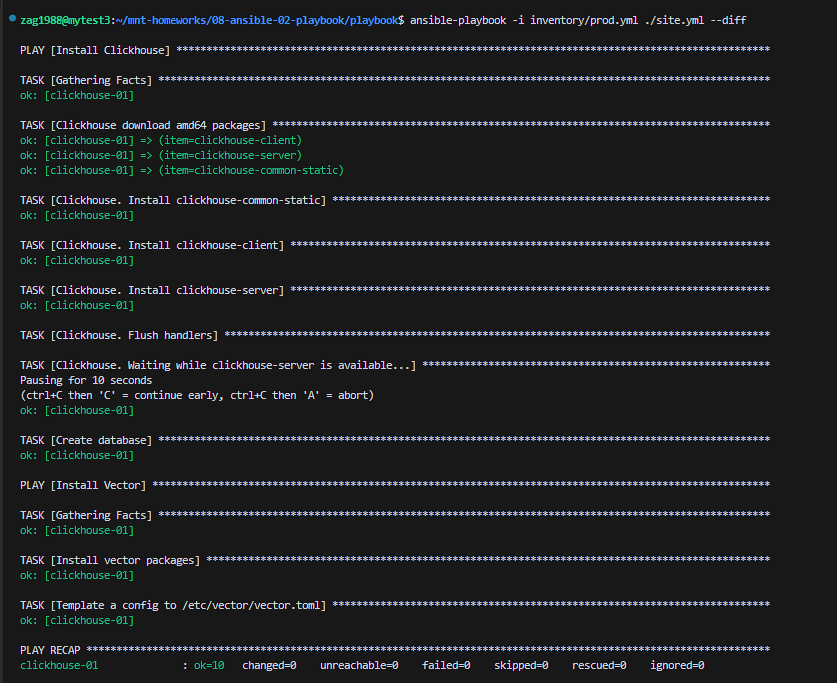 zag1988@mytest3:~/mnt-homeworks/08-ansible-02-playbook/playbook$ ansible-playbook -i inventory/prod.yml ./site.yml --diff
PLAY [Install Clickhouse] ***************************************************************************************************
TASK [Gathering Facts] ******************************************************************************************************
ok: [clickhouse-01]
TASK [Clickhouse download amd64 packages] ***********************************************************************************
ok: [clickhouse-01] => (item=clickhouse-client)
ok: [clickhouse-01] => (item=clickhouse-server)
ok: [clickhouse-01] => (item=clickhouse-common-static)
TASK [Clickhouse. Install clickhouse-common-static] *************************************************************************
ok: [clickhouse-01]
TASK [Clickhouse. Install clickhouse-client] ********************************************************************************
ok: [clickhouse-01]
TASK [Clickhouse. Install clickhouse-server] ********************************************************************************
ok: [clickhouse-01]
TASK [Clickhouse. Flush handlers] *******************************************************************************************
TASK [Clickhouse. Waiting while clickhouse-server is available...] **********************************************************
Pausing for 10 seconds
(ctrl+C then 'C' = continue early, ctrl+C then 'A' = abort)
ok: [clickhouse-01]
TASK [Create database] ******************************************************************************************************
ok: [clickhouse-01]
PLAY [Install Vector] *******************************************************************************************************
TASK [Gathering Facts] ******************************************************************************************************
ok: [clickhouse-01]
TASK [Install vector packages] **********************************************************************************************
ok: [clickhouse-01]
TASK [Template a config to /etc/vector/vector.toml] *************************************************************************
ok: [clickhouse-01]
PLAY RECAP ******************************************************************************************************************
clickhouse-01              : ok=10   changed=0    unreachable=0    failed=0    skipped=0    rescued=0    ignored=0